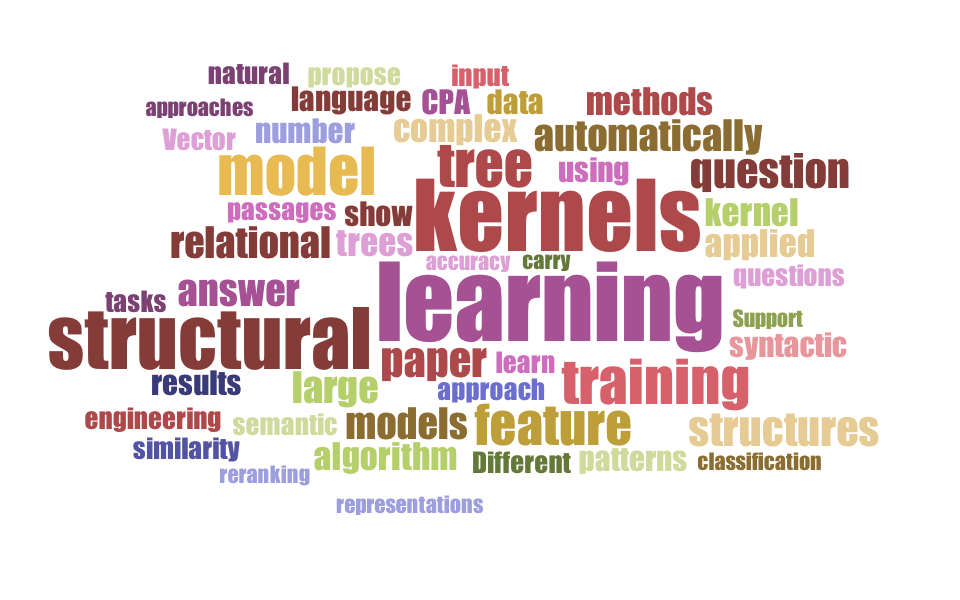 natural propose input
approaches language CPA data methods
Vector number complex automatically
model tree using question
passages show kernels kernel
relational trees applied
accuracy carry
tasks answer learning questions
structural Support
paper learn syntactic
results large approach training
engineering semantic models feature structures
similarity algorithm Different patterns classification
reranking
representations